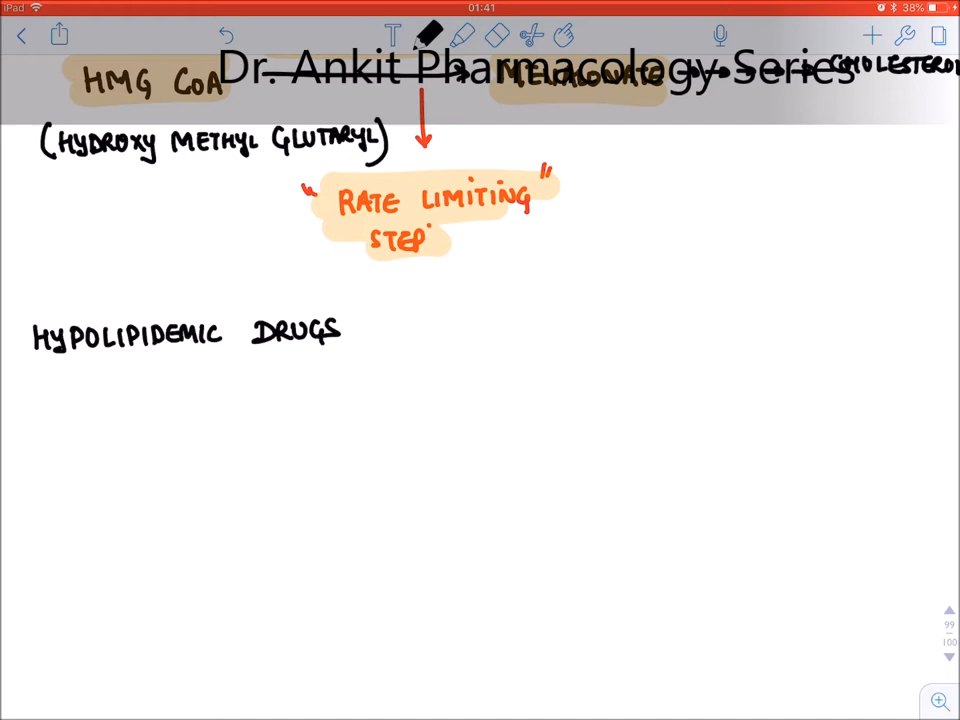 iPad 01:41 38%
Dr. Ankit Pharmacology Series
HMG CoA MEVALONATE CHOLESTEROL
(HYDROXY METHYL GLUTARYL)
"RATE LIMITING"
STEP
HYPOLIPIDEMIC DRUGS
99
100